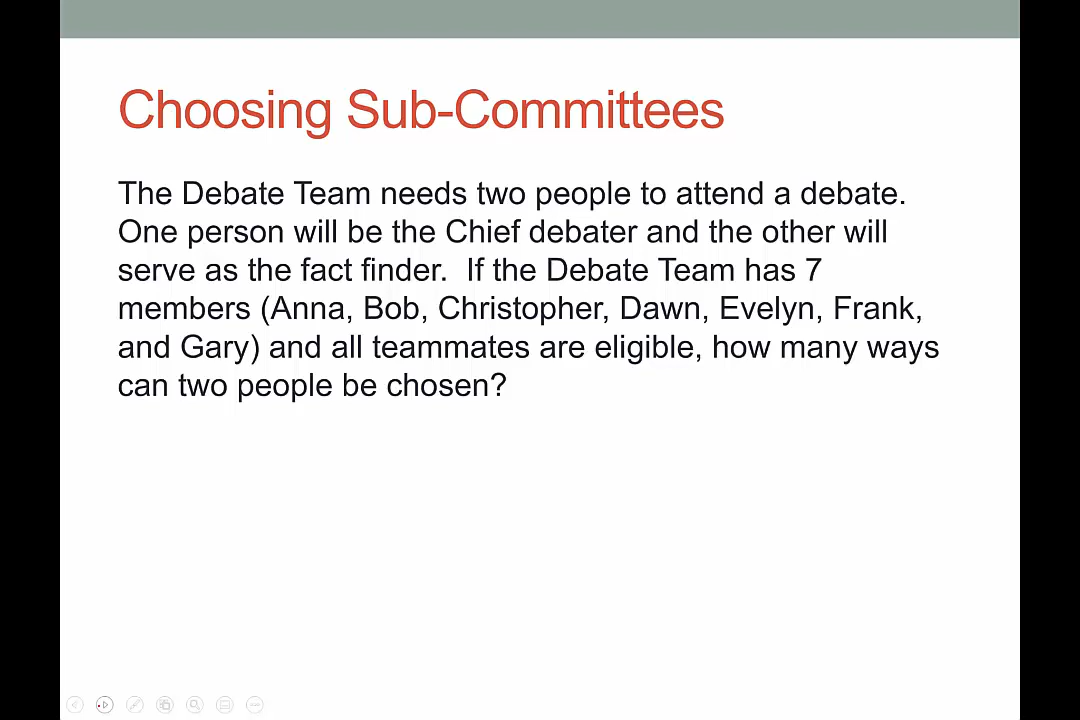 Choosing Sub-Committees
The Debate Team needs two people to attend a debate.
One person will be the Chief debater and the other will
serve as the fact finder.  If the Debate Team has 7
members (Anna, Bob, Christopher, Dawn, Evelyn, Frank,
and Gary) and all teammates are eligible, how many ways
can two people be chosen?